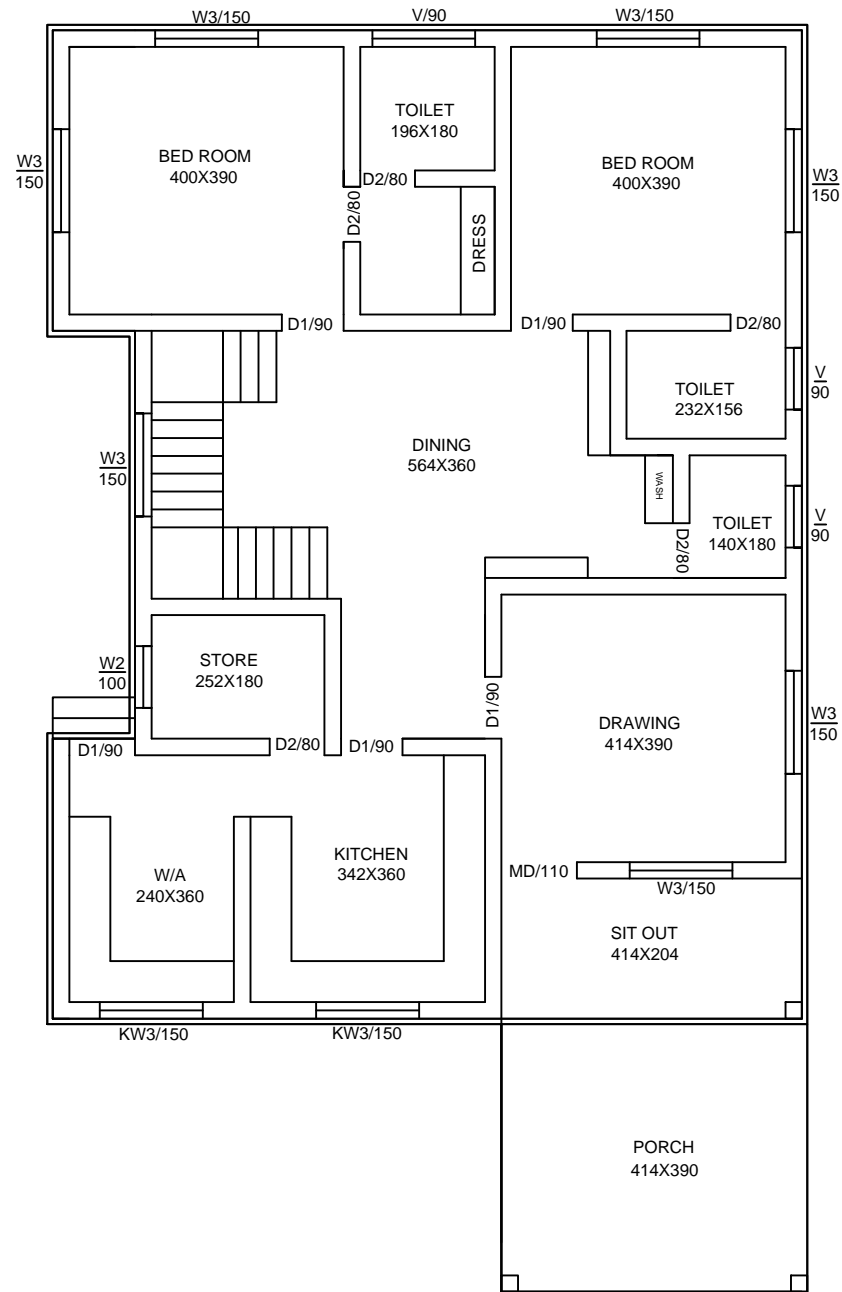 W3/150
V/90
W3/150
TOILET
196X180
BED ROOM
400X390
BED ROOM
400X390
W3
150
W3
150
D2/80
D2/80
DRESS
D1/90
D1/90
D2/80
TOILET
232X156
V
90
DINING
564X360
W3
150
WASH
TOILET
140X180
V
90
D2/80
STORE
252X180
W2
100
D1/90
DRAWING
414X390
W3
150
D1/90
D2/80
D1/90
KITCHEN
342X360
W/A
240X360
MD/110
W3/150
SIT OUT
414X204
KW3/150
KW3/150
PORCH
414X390